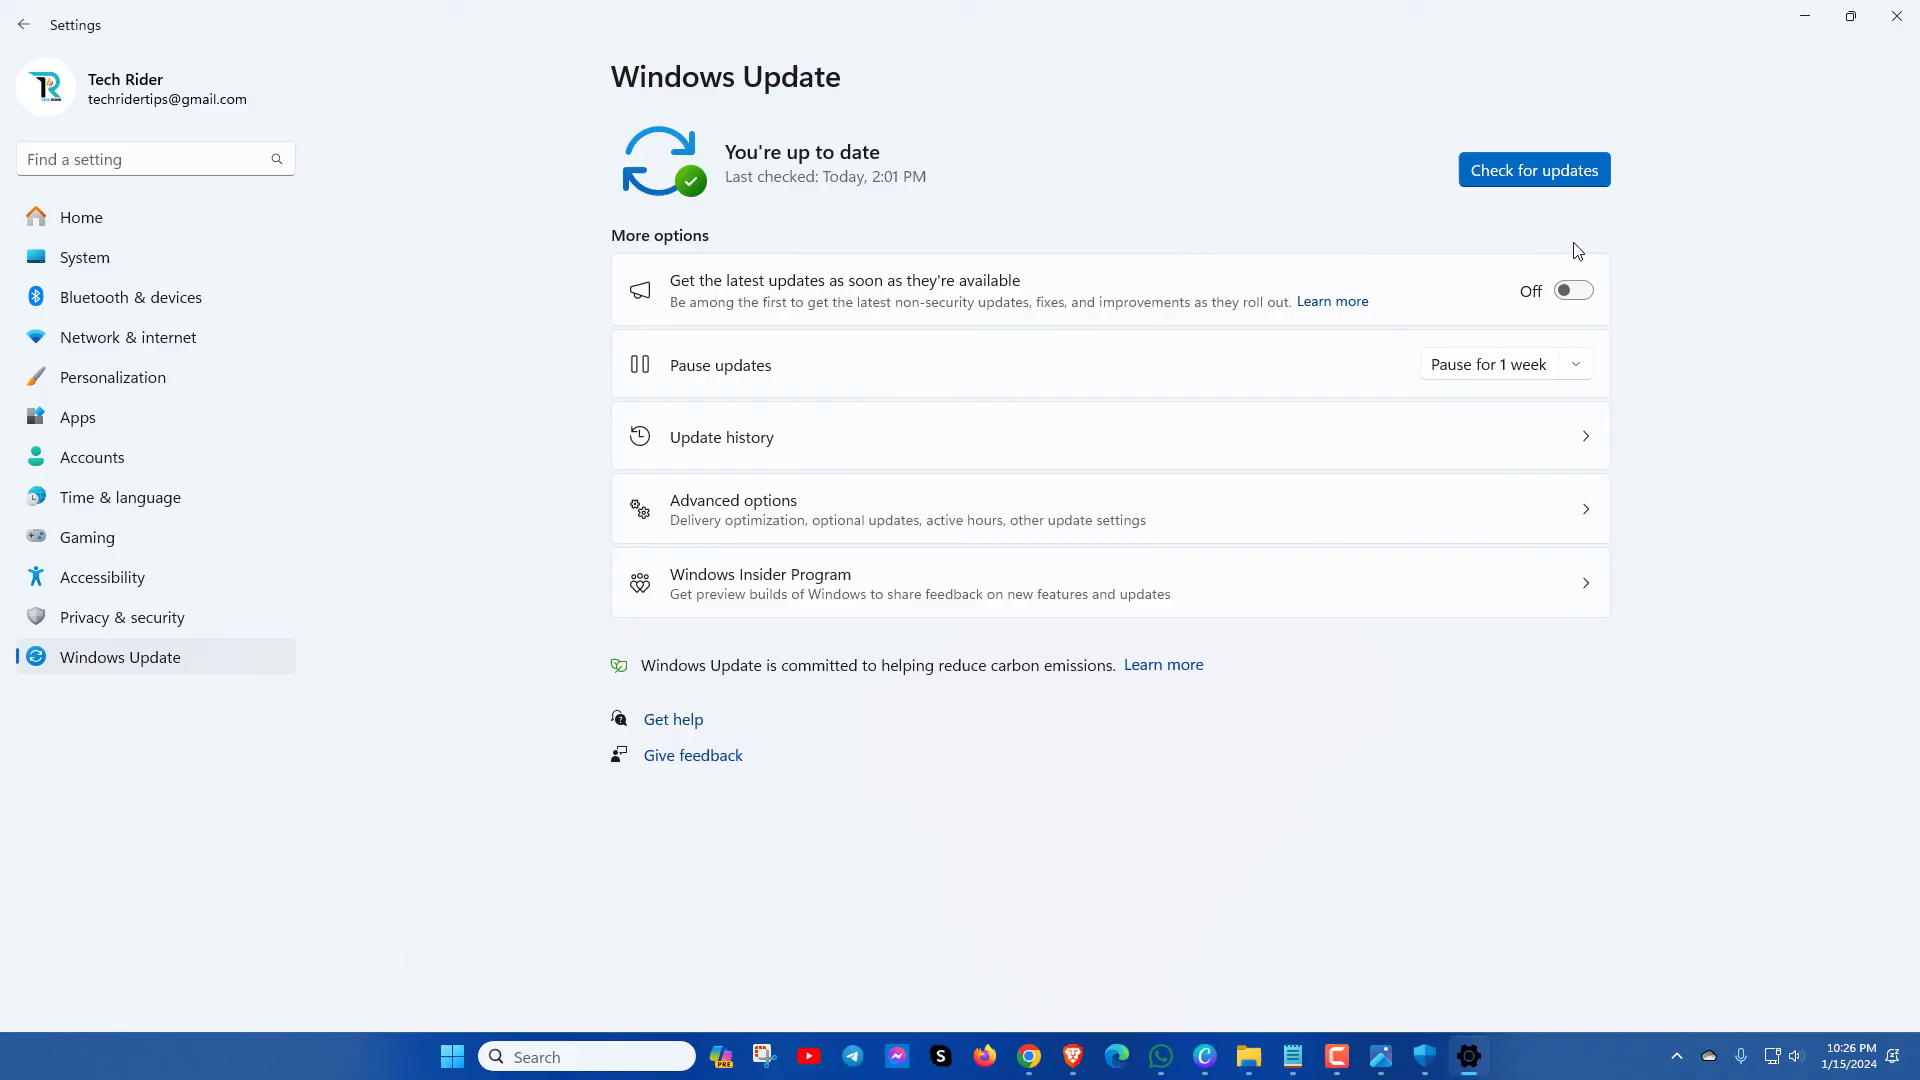 Settings
Tech Rider
techridertips@gmail.com
Find a setting
Home
System
Bluetooth & devices
Network & internet
Personalization
Apps
Accounts
Time & language
Gaming
Accessibility
Privacy & security
Windows Update
Windows Update
You're up to date
Last checked: Today, 2:01 PM
Check for updates
More options
Get the latest updates as soon as they're available
Be among the first to get the latest non-security updates, fixes, and improvements as they roll out. Learn more
Off
Pause updates
Pause for 1 week
Update history
Advanced options
Delivery optimization, optional updates, active hours, other update settings
Windows Insider Program
Get preview builds of Windows to share feedback on new features and updates
Windows Update is committed to helping reduce carbon emissions. Learn more
Get help
Give feedback
Search
PRE
S
10:26 PM
1/15/2024